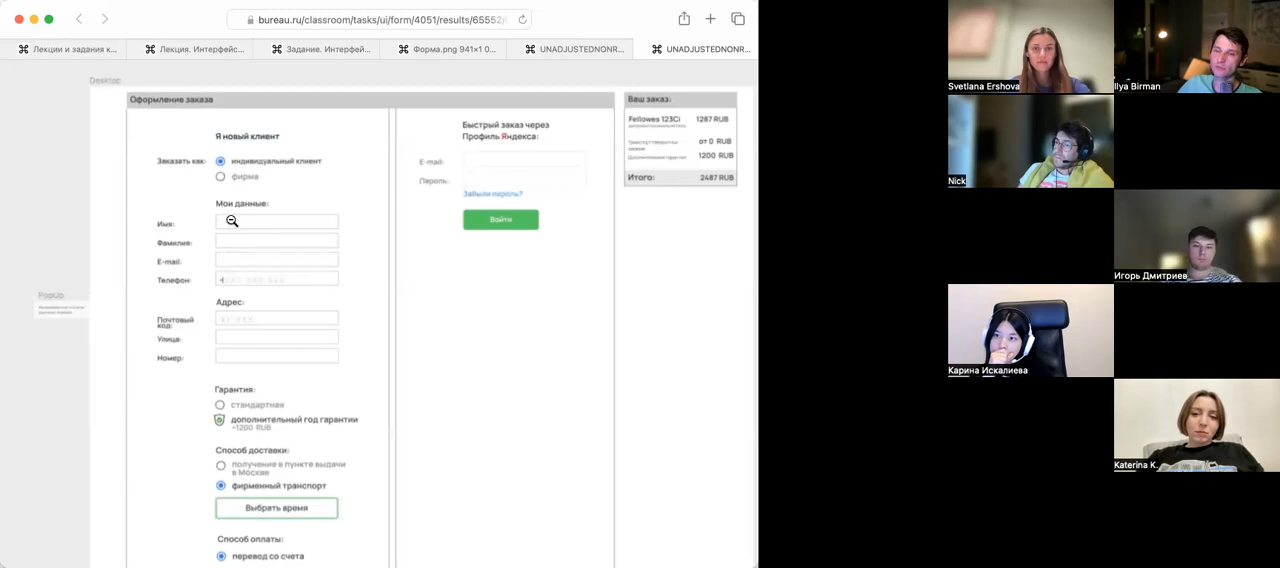 bureau.ru/classroom/tasks/ui/form/4051/results/65552/
Лекции и задания к...
Лекция. Интерфейс...
Задание. Интерфей...
Форма.png 941×1 0...
UNADJUSTEDNONR...
UNADJUSTEDNONR...
Desktop
Оформление заказа
Я новый клиент
Заказать как:
индивидуальный клиент
фирма
Мои данные:
Имя:
Фамилия:
E-mail:
Телефон:
Адрес:
Почтовый
код:
Улица:
Номер:
Гарантия:
стандартная
дополнительный год гарантии
+1200 RUB
Способ доставки:
получение в пункте выдачи
в Москве
фирменный транспорт
Выбрать время
Способ оплаты:
перевод со счета
PopUp
Быстрый заказ через
Профиль Яндекса:
E-mail:
Пароль:
Забыли пароль?
Войти
Ваш заказ:
Fellowes 123Ci 1287 RUB
от 0 RUB
Дополнительная гарантия 1200 RUB
Итого: 2487 RUB
Svetlana Ershova
Ilya Birman
Nick
Игорь Дмитриев
Карина Искалиева
Katerina K.